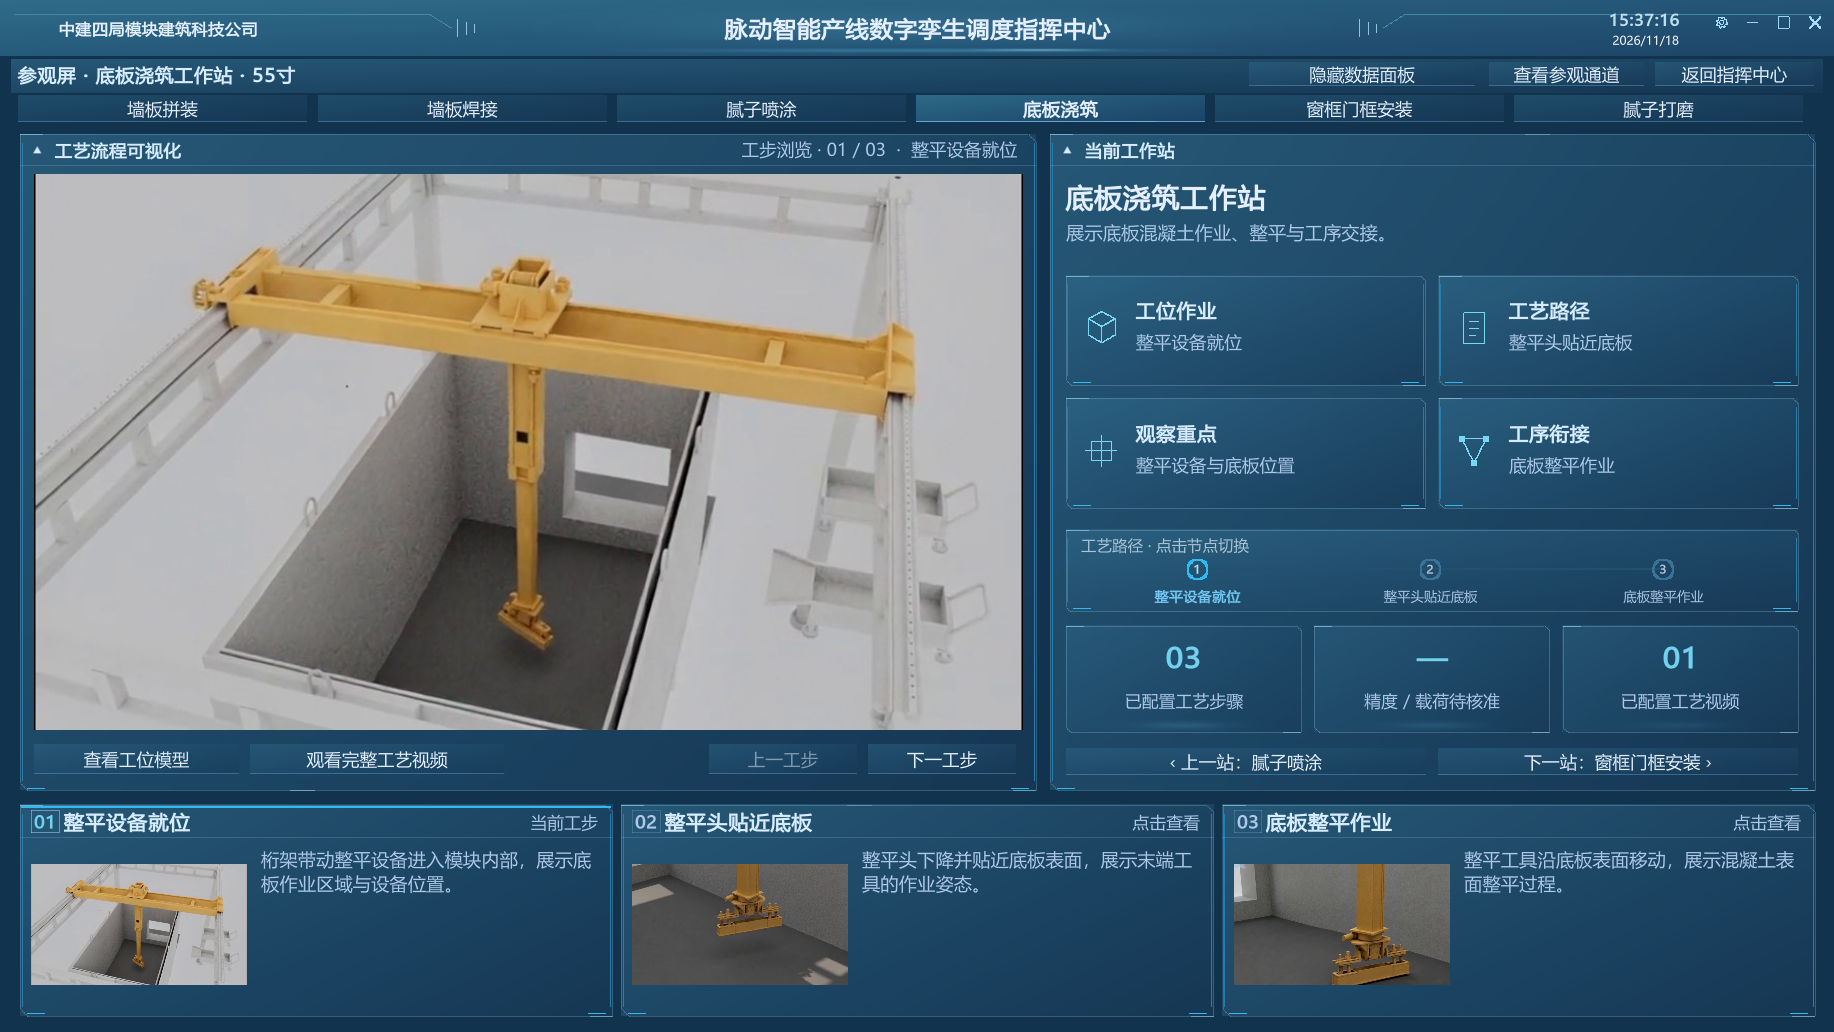 中建四局模块建筑科技公司
脉动智能产线数字孪生调度指挥中心
15:37:16
2026/11/18
参观屏 · 底板浇筑工作站 · 55寸
隐藏数据面板
查看参观通道
返回指挥中心
墙板拼装
墙板焊接
腻子喷涂
底板浇筑
窗框门框安装
腻子打磨
工艺流程可视化
工步浏览 · 01 / 03 · 整平设备就位
当前工作站
底板浇筑工作站
展示底板混凝土作业、整平与工序交接。
工位作业
整平设备就位
工艺路径
整平头贴近底板
观察重点
整平设备与底板位置
工序衔接
底板整平作业
工艺路径 · 点击节点切换
1
2
3
整平设备就位
整平头贴近底板
底板整平作业
03
已配置工艺步骤
—
精度 / 载荷待核准
01
已配置工艺视频
查看工位模型
观看完整工艺视频
上一工步
下一工步
‹ 上一站：腻子喷涂
下一站：窗框门框安装 ›
01 整平设备就位
当前工步
桁架带动整平设备进入模块内部，展示底
板作业区域与设备位置。
02 整平头贴近底板
点击查看
整平头下降并贴近底板表面，展示末端工
具的作业姿态。
03 底板整平作业
点击查看
整平工具沿底板表面移动，展示混凝土表
面整平过程。